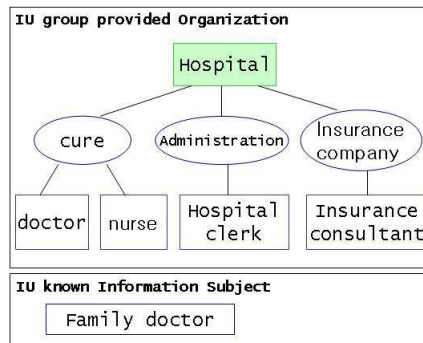 IU group provided Organization
Hospital
cure
Administration
Insurance
company
doctor
nurse
Hospital
clerk
Insurance
consultant
IU known Information Subject
Family doctor